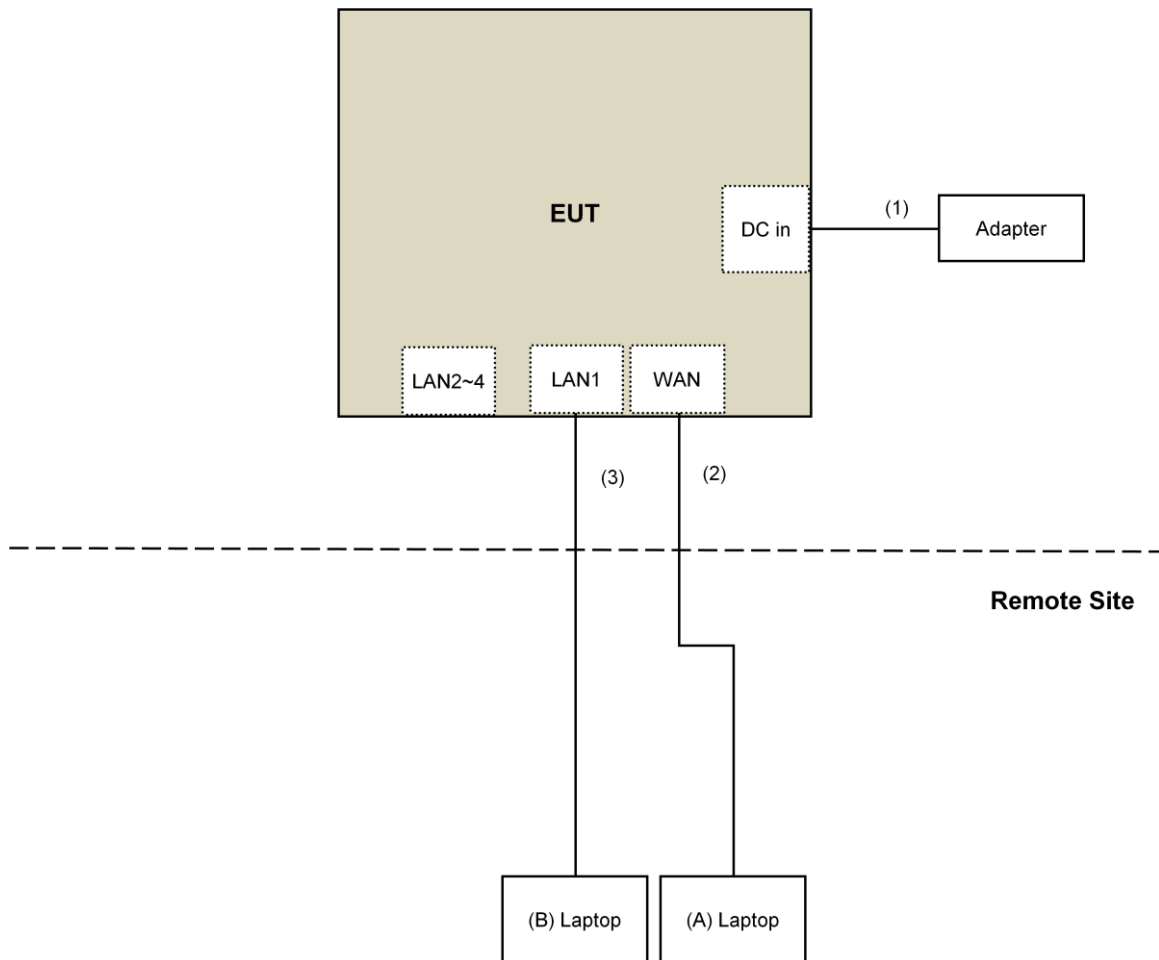 EUT
(1)
DC in
Adapter
LAN2~4
LAN1
WAN
(3)
(2)
Remote Site
(B) Laptop
(A) Laptop